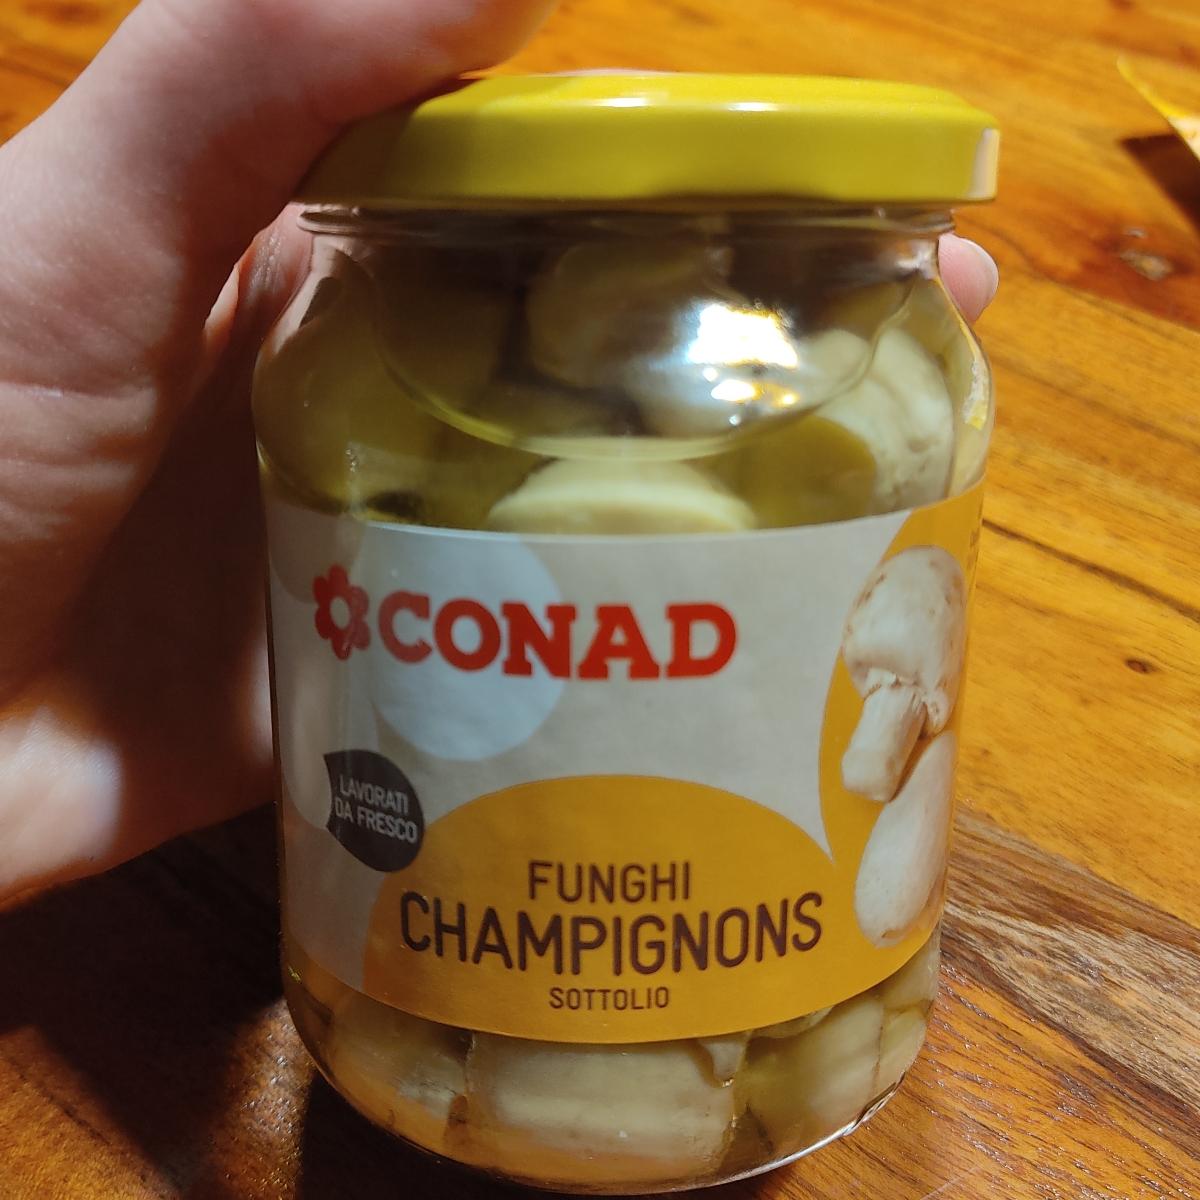 CONAD
LAVORATI
DA FRESCO
FUNGHI
CHAMPIGNONS
SOTTOLIO